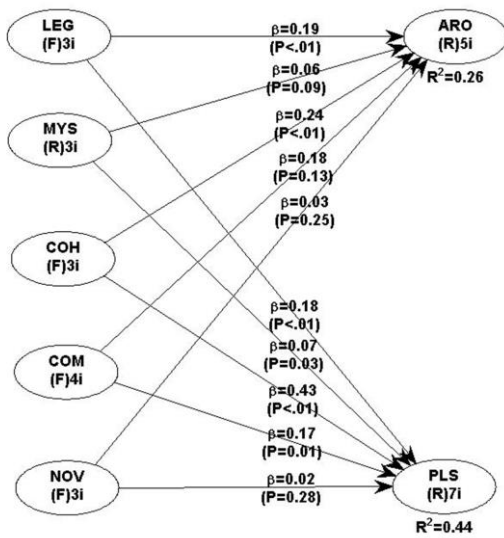 LEG
(F)3i
β=0.19
(P<.01)
ARO
(R)5i
R²=0.26
MYS
(R)3i
β=0.06
(P=0.09)
β=0.24
(P<.01)
β=0.18
(P=0.13)
β=0.03
(P=0.25)
COH
(F)3i
β=0.18
(P<.01)
β=0.07
(P=0.03)
COM
(F)4i
β=0.43
(P<.01)
β=0.17
(P=0.01)
NOV
(F)3i
β=0.02
(P=0.28)
PLS
(R)7i
R²=0.44